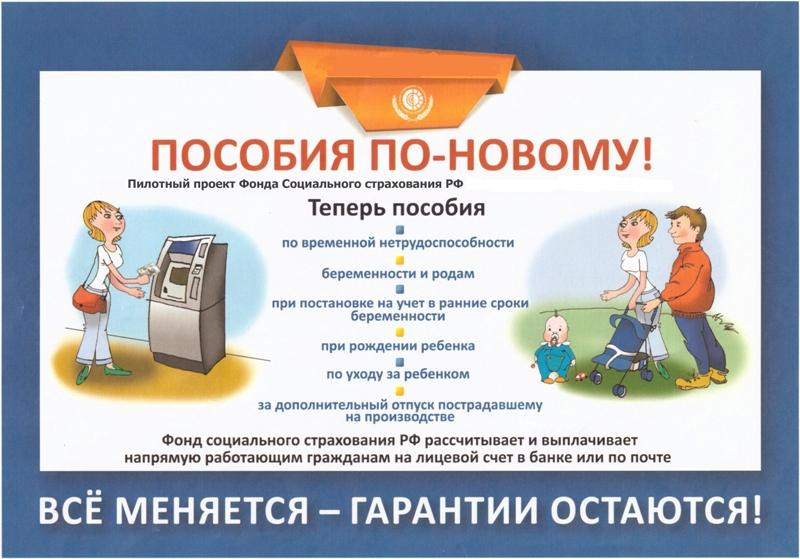 ПОСОБИЯ ПО-НОВОМУ!
Пилотный проект Фонда Социального страхования РФ
Теперь пособия
по временной нетрудоспособности
беременности и родам
при постановке на учет в ранние сроки
беременности
при рождении ребенка
по уходу за ребенком
за дополнительный отпуск пострадавшему
на производстве
Фонд социального страхования РФ рассчитывает и выплачивает
напрямую работающим гражданам на лицевой счет в банке или по почте
ВСЁ МЕНЯЕТСЯ – ГАРАНТИИ ОСТАЮТСЯ!